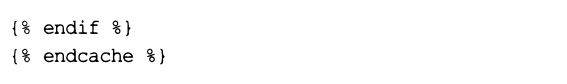 {% endif %}
{% endcache %}